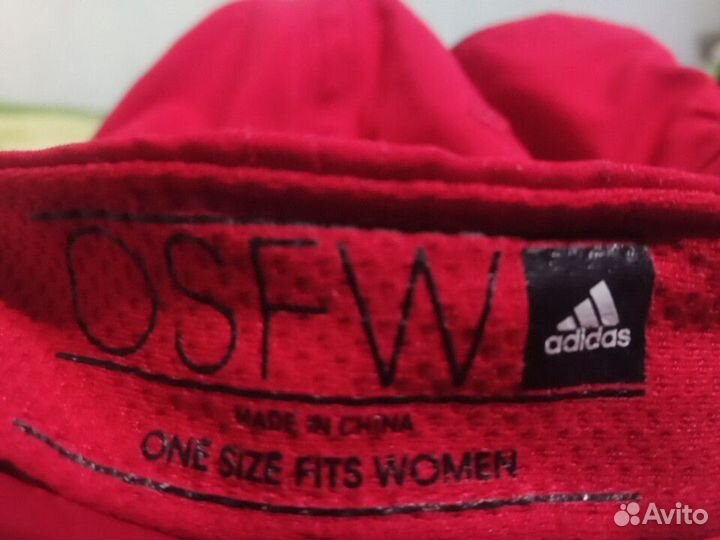 OSFW
adidas
MADE IN CHINA
ONE SIZE FITS WOMEN
Avito